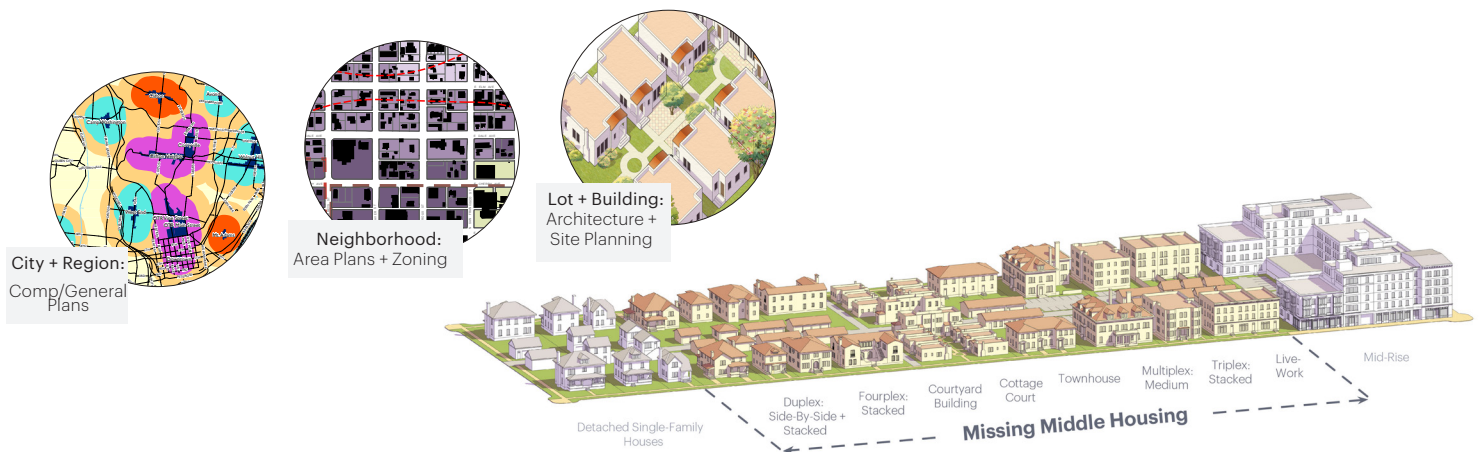 City + Region:
Comp/General
Plans
Neighborhood:
Area Plans + Zoning
Lot + Building:
Architecture +
Site Planning
Detached Single-Family
Houses
Duplex:
Side-By-Side +
Stacked
Fourplex:
Stacked
Courtyard
Building
Cottage
Court
Townhouse
Multiplex:
Medium
Triplex:
Stacked
Live-
Work
Mid-Rise
Missing Middle Housing